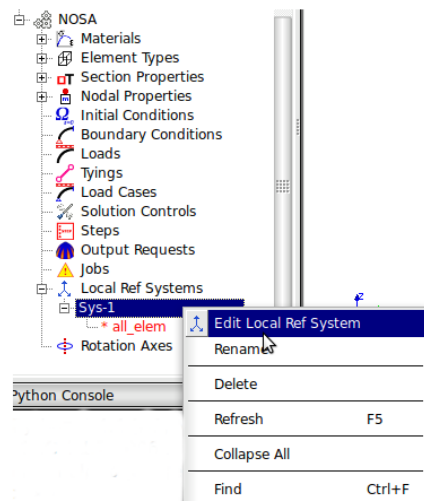 NOSA
Materials
Element Types
Section Properties
Nodal Properties
Initial Conditions
Boundary Conditions
Loads
Tyings
Load Cases
Solution Controls
Steps
Output Requests
Jobs
Local Ref Systems
Sys-1
* all_elem
Rotation Axes
z
Edit Local Ref System
Rename
Delete
Refresh F5
Collapse All
Find Ctrl+F
Python Console